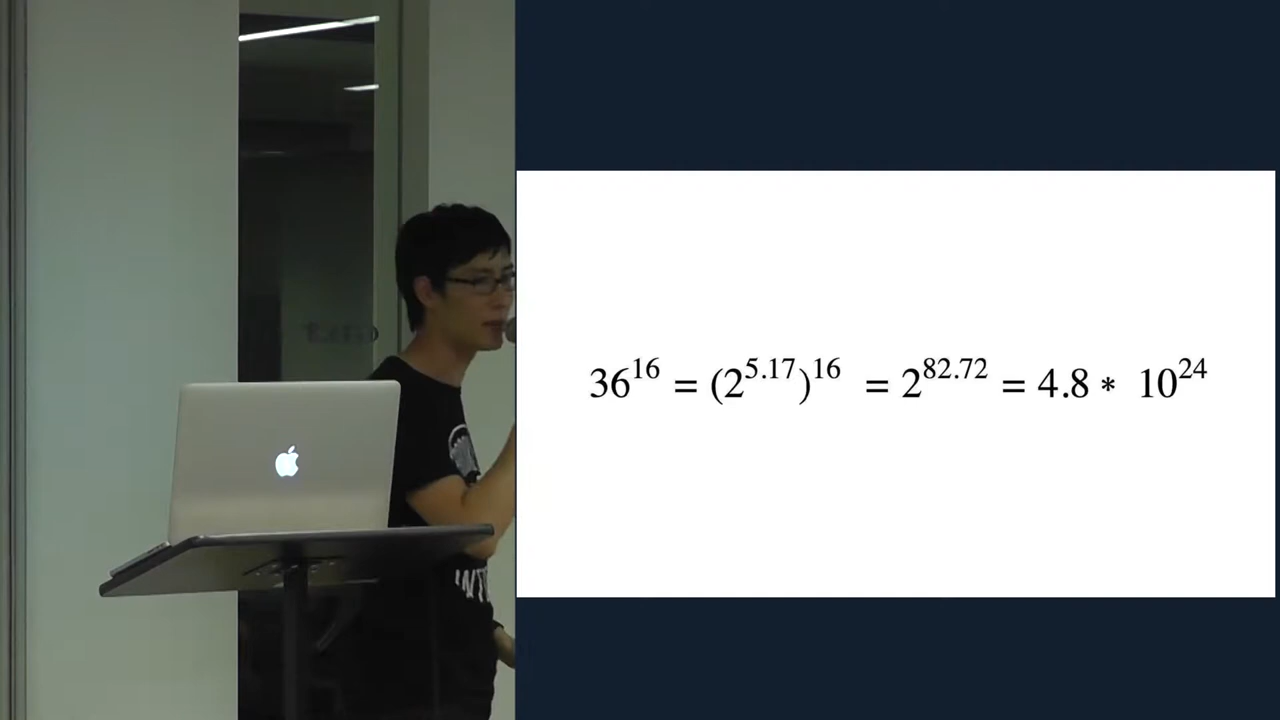 36^16 = (2^5.17)^16 = 2^82.72 = 4.8 * 10^24